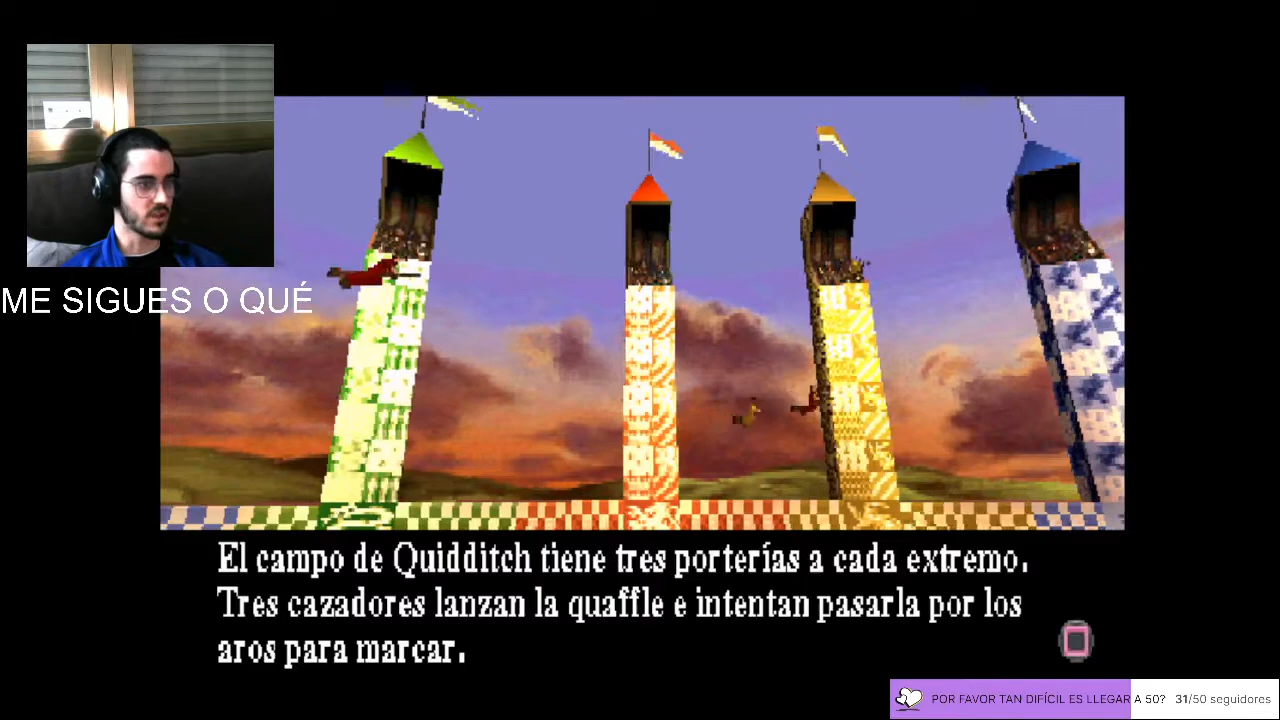 ME SIGUES O QUÉ
El campo de Quidditch tiene tres porterías a cada extremo.
Tres cazadores lanzan la quaffle e intentan pasarla por los
aros para marcar.
POR FAVOR TAN DIFÍCIL ES LLEGAR A 50? 31/50 seguidores